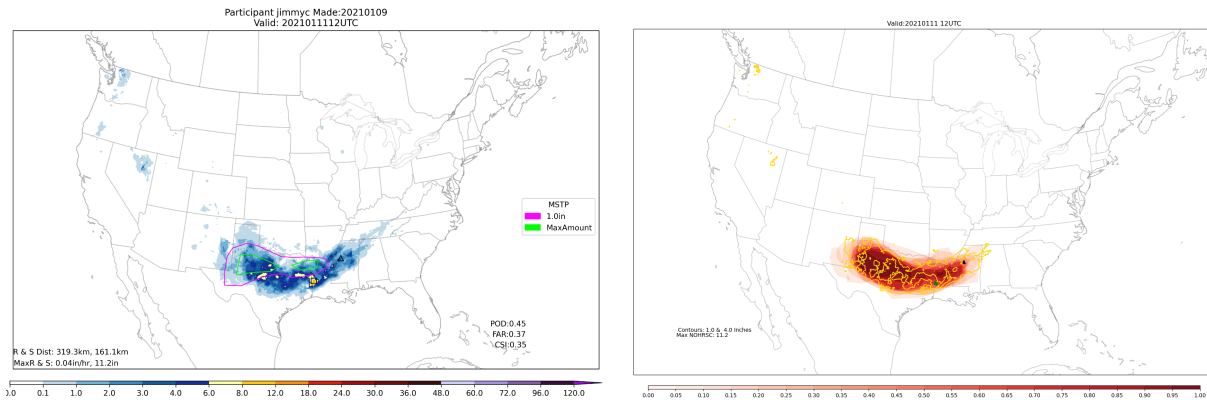 Participant jimmyc Made:20210109
Valid: 2021011112UTC
MSTP
1.0in
MaxAmount
POD:0.45
FAR:0.37
CSI:0.35
R & S Dist: 319.3km, 161.1km
MaxR & S: 0.04in/hr, 11.2in
0.0 0.1 1.0 2.0 3.0 4.0 6.0 8.0 10.0 12.0 18.0 24.0 30.0 36.0 48.0 60.0 72.0 96.0 120.0
Valid:20210111 12UTC
Contours: 1.0 & 4.0 Inches
Max NOHRSC: 11.2
0.00 0.05 0.10 0.15 0.20 0.25 0.30 0.35 0.40 0.45 0.50 0.55 0.60 0.65 0.70 0.75 0.80 0.85 0.90 0.95 1.00